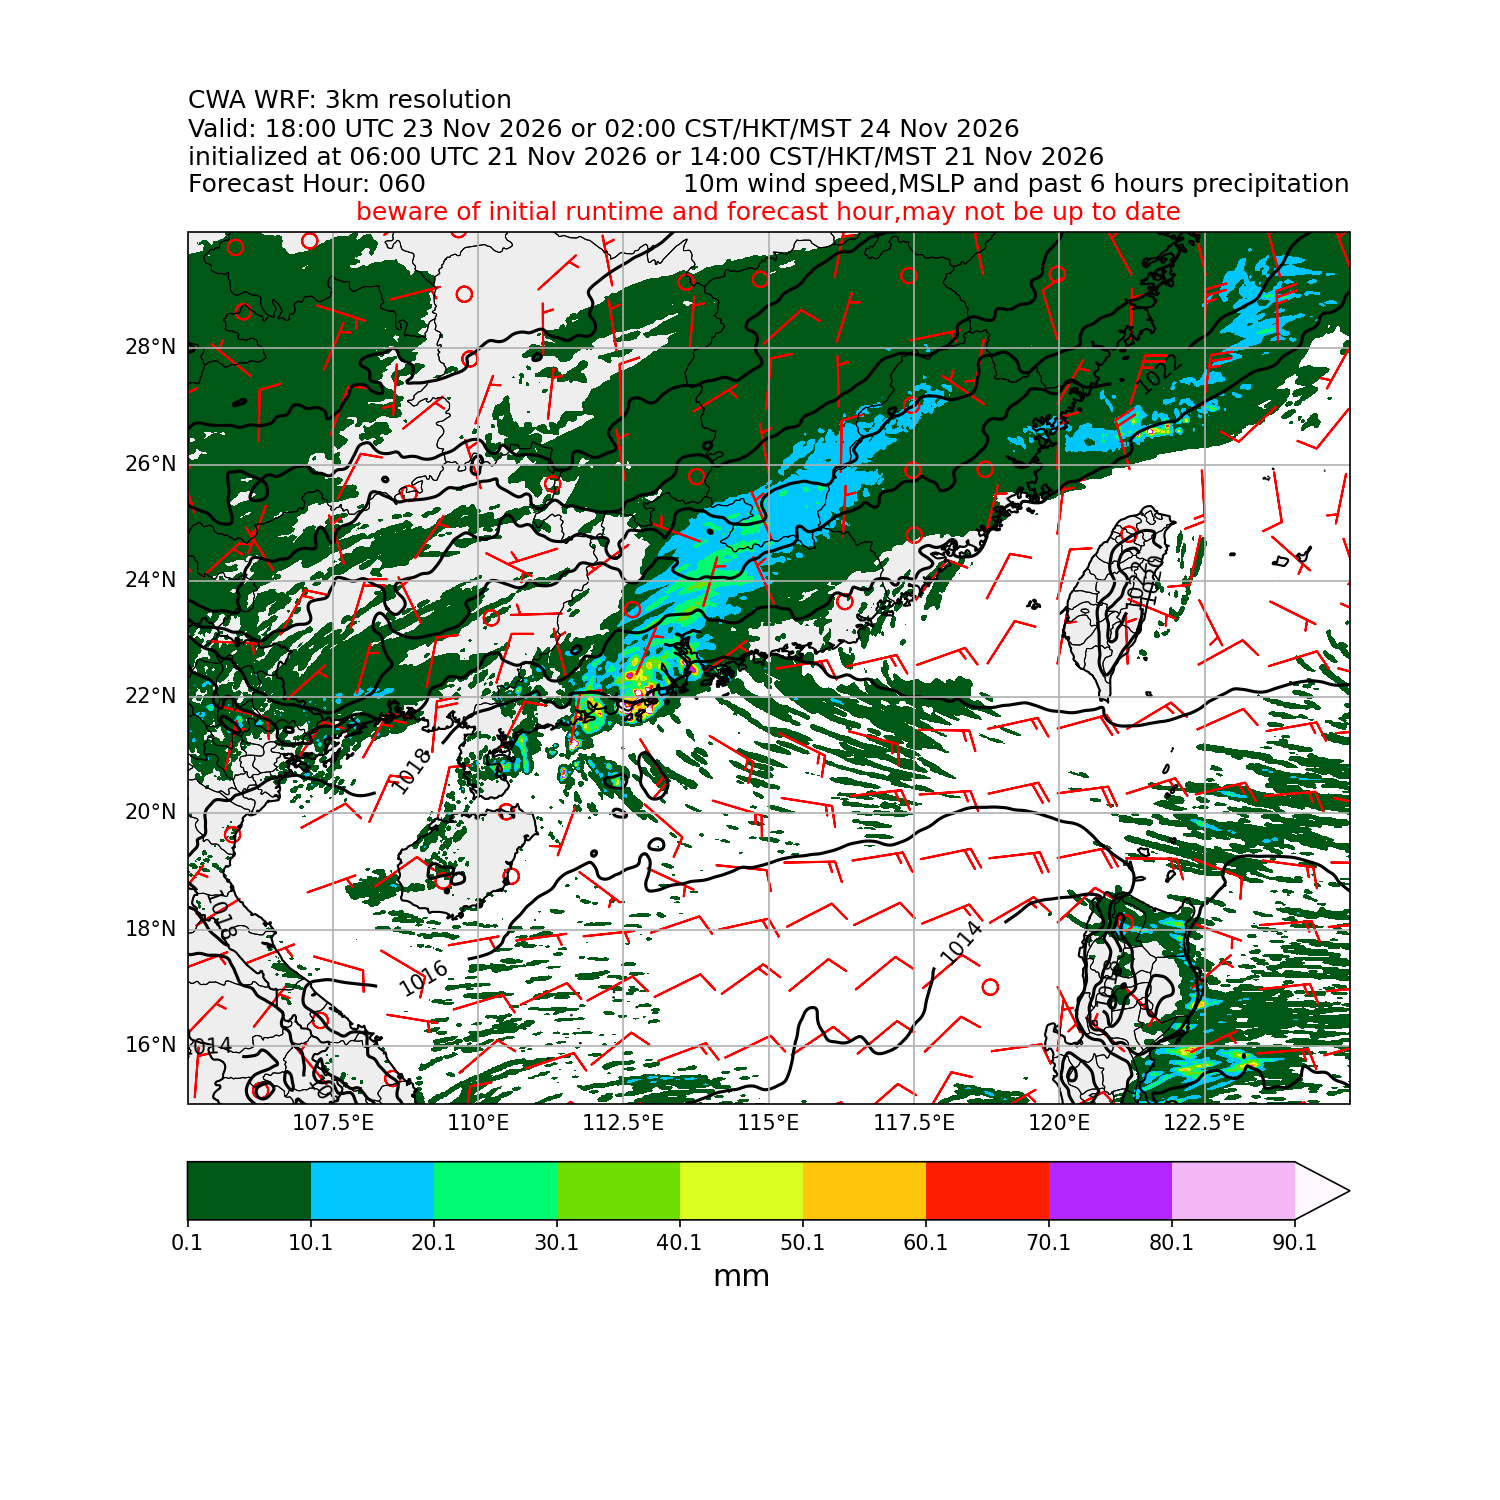 CWA WRF: 3km resolution
Valid: 18:00 UTC 23 Nov 2026 or 02:00 CST/HKT/MST 24 Nov 2026
initialized at 06:00 UTC 21 Nov 2026 or 14:00 CST/HKT/MST 21 Nov 2026
Forecast Hour: 060 10m wind speed,MSLP and past 6 hours precipitation
beware of initial runtime and forecast hour,may not be up to date
28°N
1022
26°N
24°N
1020
22°N
1018
20°N
1018
18°N
1014
1016
16°N
014
107.5°E 110°E 112.5°E 115°E 117.5°E 120°E 122.5°E
0.1 10.1 20.1 30.1 40.1 50.1 60.1 70.1 80.1 90.1
mm